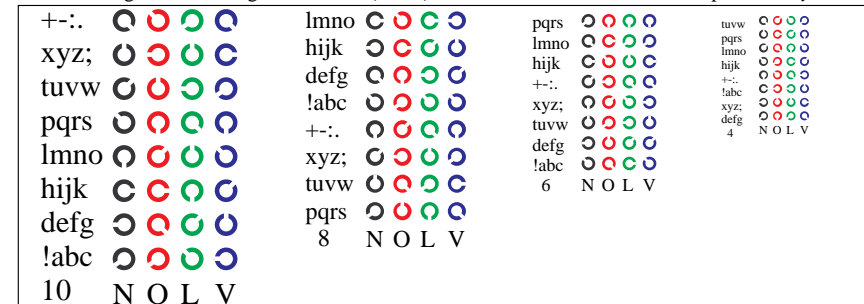 +-:.
xyz;
tuvw
pqrs
lmno
hijk
defg
!abc
10 N O L V
lmno
hijk
defg
!abc
+-:.
xyz;
tuvw
pqrs
8 N O L V
pqrs
lmno
hijk
+-:.
xyz;
tuvw
defg
!abc
6 N O L V
tuvw
pqrs
lmno
hijk
+-:.
!abc
xyz;
defg
4 N O L V